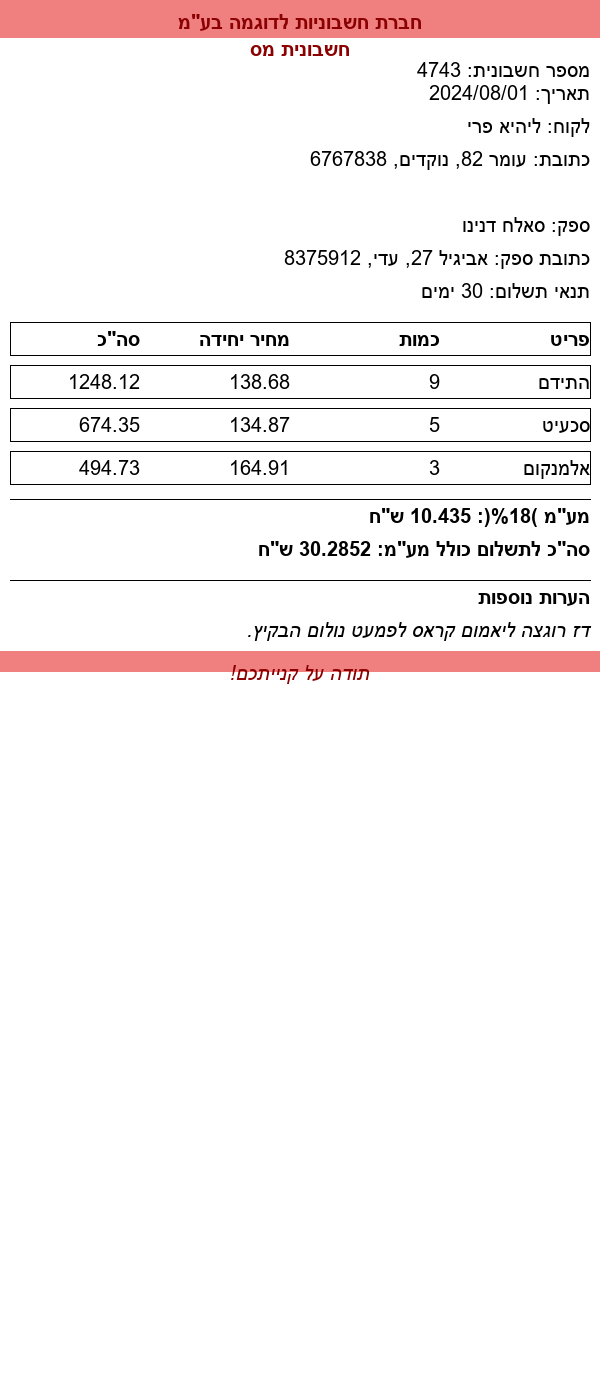 חברת חשבוניות לדוגמה בע"מ
חשבונית מס
מספר חשבונית: 4743
תאריך: 2024/08/01
לקוח: ליהיא פרי
כתובת: עומר 82, נוקדים, 6767838
ספק: סאלח דנינו
כתובת ספק: אביגיל 27, עדי, 8375912
תנאי תשלום: 30 ימים
פריט כמות מחיר יחידה סה"כ
התידם 9 138.68 1248.12
סכעיט 5 134.87 674.35
אלמנקום 3 164.91 494.73
מע"מ )18%(: 10.435 ש"ח
סה"כ לתשלום כולל מע"מ: 30.2852 ש"ח
הערות נוספות
דז רוגצה ליאמום קראס לפמעט נולום הבקיץ.
תודה על קנייתכם!